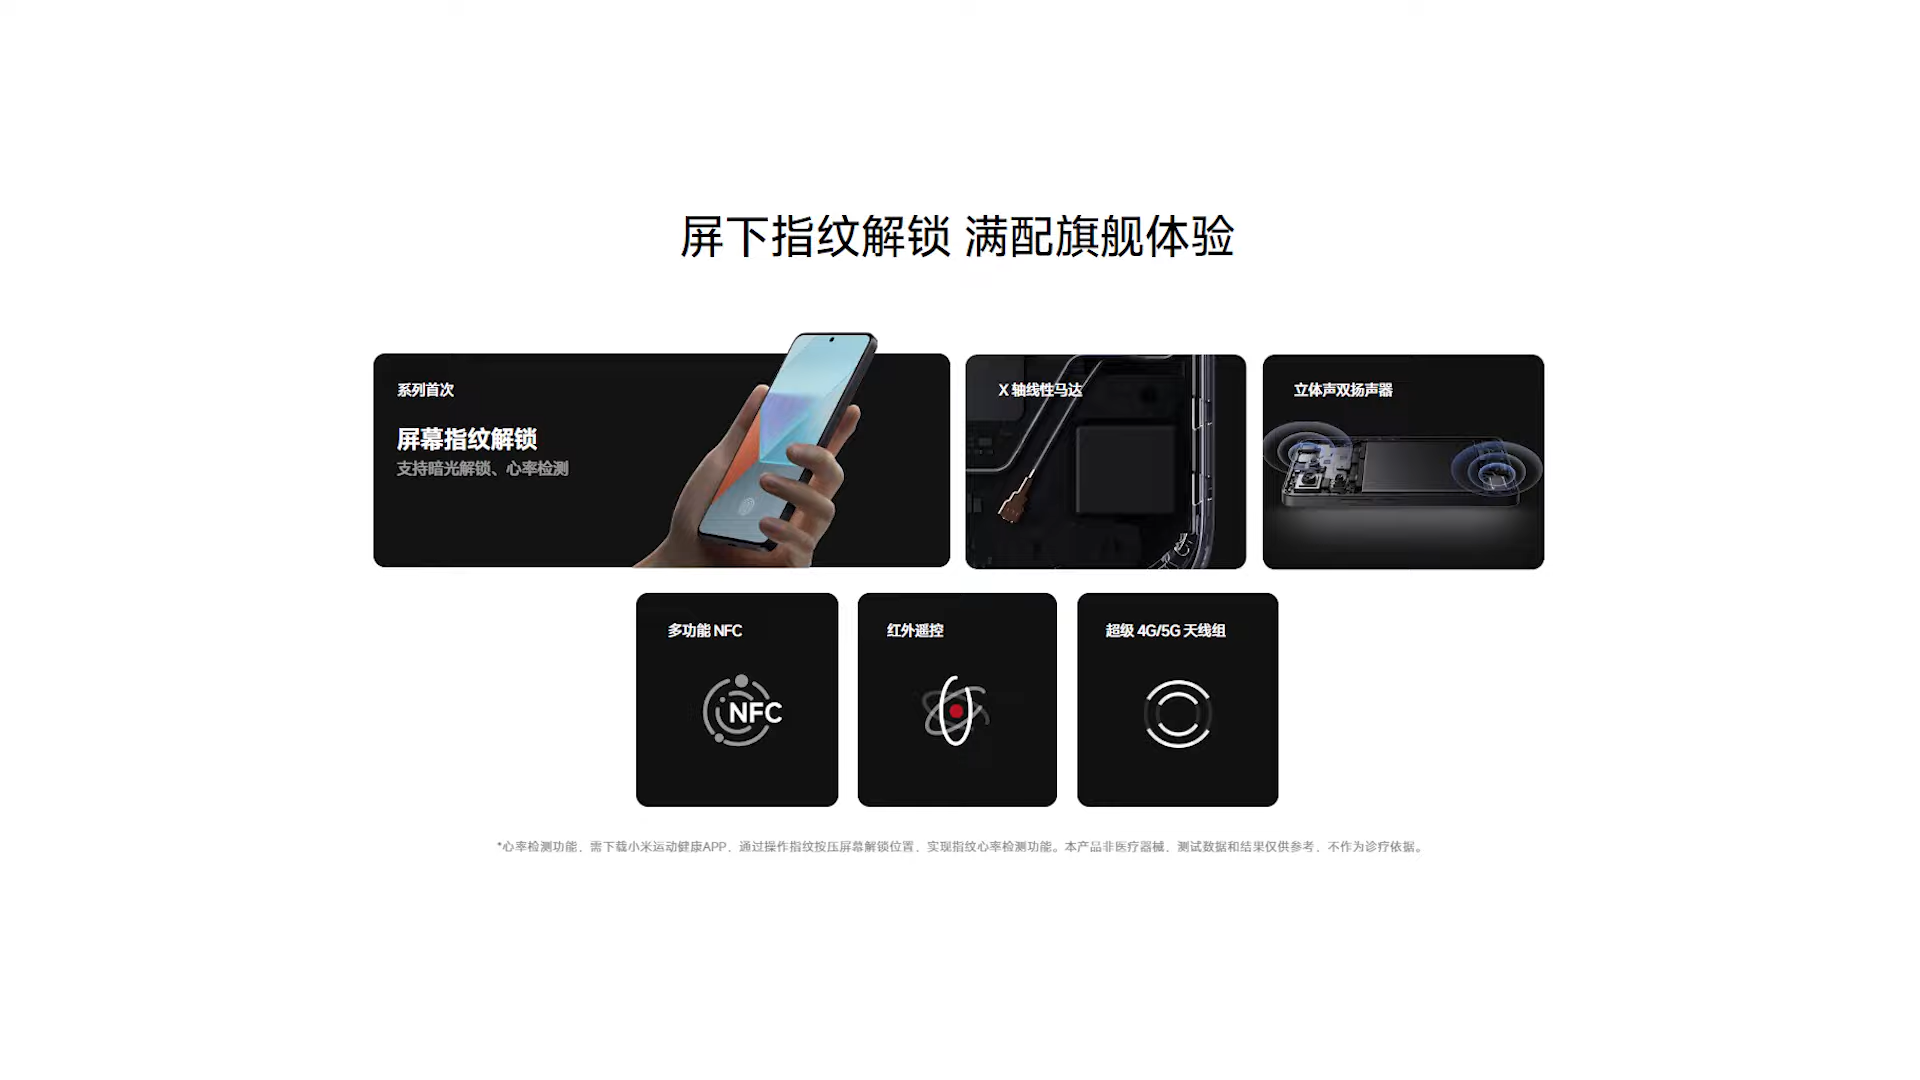 屏下指纹解锁 满配旗舰体验
系列首次
屏幕指纹解锁
支持暗光解锁、心率检测
X 轴线性马达
立体声双扬声器
多功能 NFC
NFC
红外遥控
超级 4G/5G 天线组
*心率检测功能，需下载小米运动健康APP，通过操作指纹按压屏幕解锁位置，实现指纹心率检测功能。本产品非医疗器械，测试数据和结果仅供参考，不作为诊疗依据。